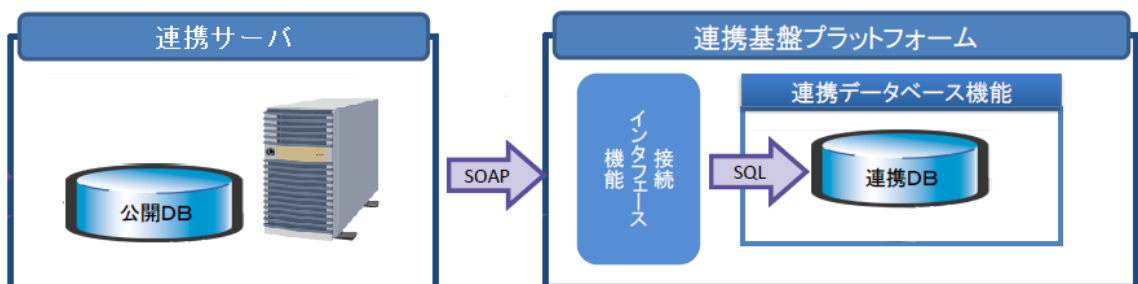 連携サーバ
公開DB
SOAP
連携基盤プラットフォーム
接続
インタフェース
機能
SQL
連携データベース機能
連携DB